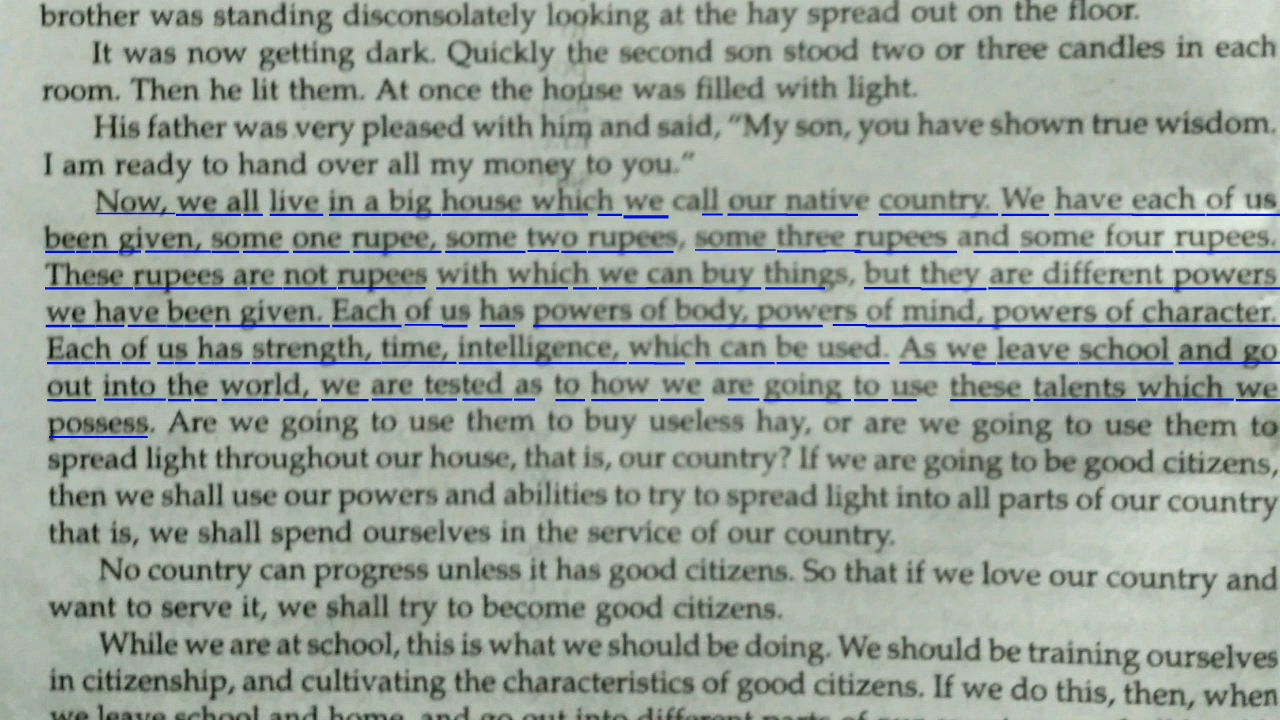 brother was standing disconsolately looking at the hay spread out on the floor.
It was now getting dark. Quickly the second son stood two or three candles in each
room. Then he lit them. At once the house was filled with light.
His father was very pleased with him and said, “My son, you have shown true wisdom.
I am ready to hand over all my money to you.”
Now, we all live in a big house which we call our native country. We have each of us
been given, some one rupee, some two rupees, some three rupees and some four rupees.
These rupees are not rupees with which we can buy things, but they are different powers
we have been given. Each of us has powers of body, powers of mind, powers of character.
Each of us has strength, time, intelligence, which can be used. As we leave school and go
out into the world, we are tested as to how we are going to use these talents which we
possess. Are we going to use them to buy useless hay, or are we going to use them to
spread light throughout our house, that is, our country? If we are going to be good citizens,
then we shall use our powers and abilities to try to spread light into all parts of our country
that is, we shall spend ourselves in the service of our country.
No country can progress unless it has good citizens. So that if we love our country and
want to serve it, we shall try to become good citizens.
While we are at school, this is what we should be doing. We should be training ourselves
in citizenship, and cultivating the characteristics of good citizens. If we do this, then, when
we leave school and home, and go out into different parts of our